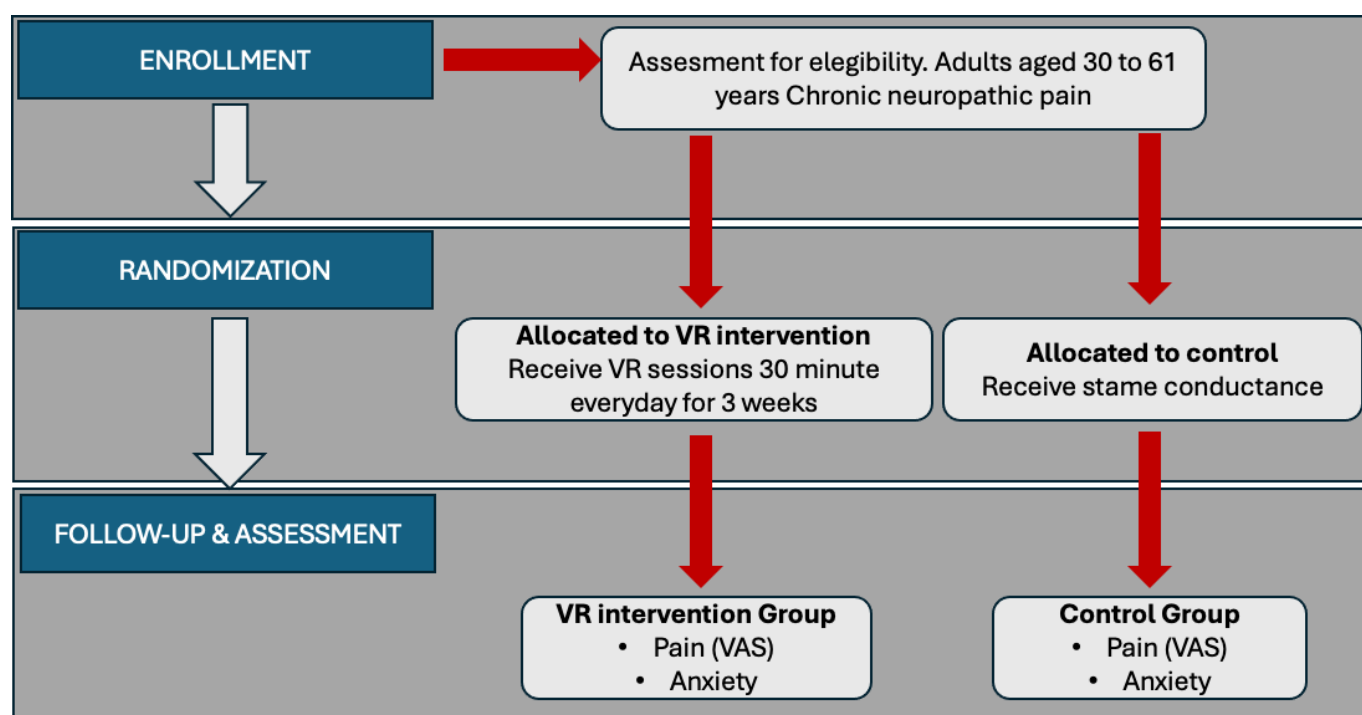 ENROLLMENT
Assesment for elegibility. Adults aged 30 to 61
years Chronic neuropathic pain
RANDOMIZATION
Allocated to VR intervention
Receive VR sessions 30 minute
everyday for 3 weeks
Allocated to control
Receive stame conductance
FOLLOW-UP & ASSESSMENT
VR intervention Group
• Pain (VAS)
• Anxiety
Control Group
• Pain (VAS)
• Anxiety